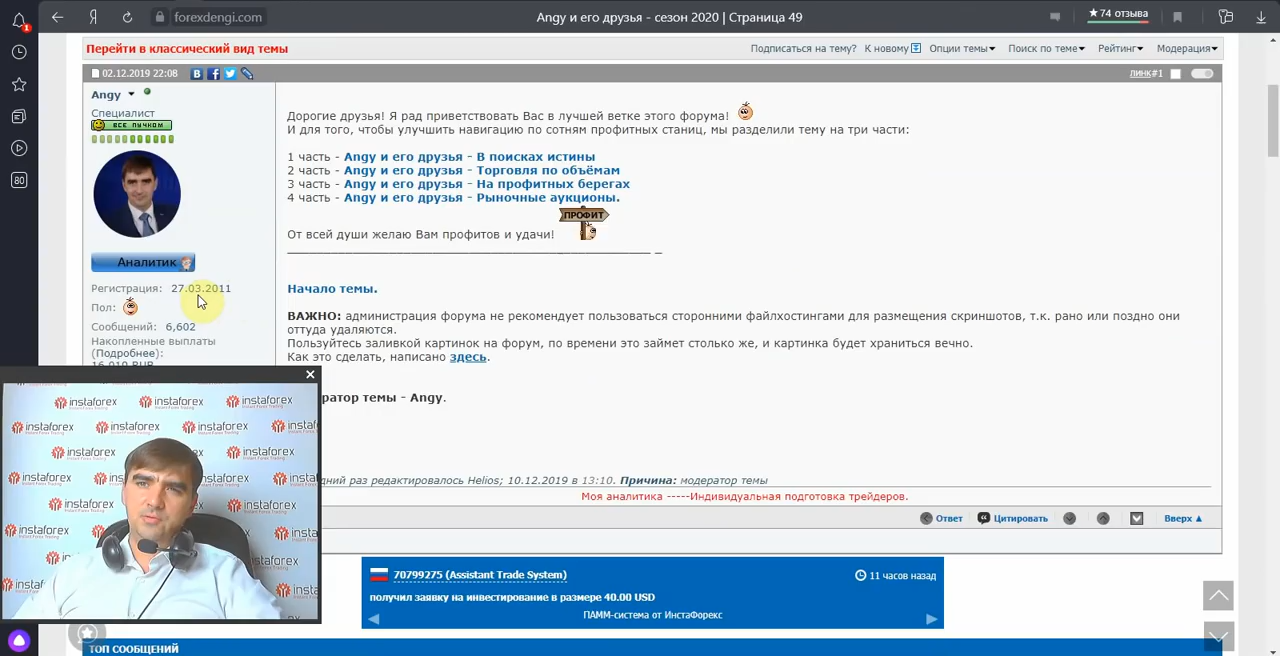 1
forexdengi.com
Angy и его друзья - сезон 2020 | Страница 49
★ 74 отзыва
80
Перейти в классический вид темы
Подписаться на тему? К новому Опции темы Поиск по теме Рейтинг Модерация
02.12.2019 22:08
линк#1
Angy
Специалист
ВСЕ ПУЧКОМ
Аналитик
Регистрация: 27.03.2011
Пол:
Сообщений: 6,602
Накопленные выплаты
(Подробнее):
16,010 RUR
Дорогие друзья! Я рад приветствовать Вас в лучшей ветке этого форума!
И для того, чтобы улучшить навигацию по сотням профитных станиц, мы разделили тему на три части:
1 часть - Angy и его друзья - В поисках истины
2 часть - Angy и его друзья - Торговля по объёмам
3 часть - Angy и его друзья - На профитных берегах
4 часть - Angy и его друзья - Рыночные аукционы.
ПРОФИТ
От всей души желаю Вам профитов и удачи!
Начало темы.
ВАЖНО: администрация форума не рекомендует пользоваться сторонними файлхостингами для размещения скриншотов, т.к. рано или поздно они
оттуда удаляются.
Пользуйтесь заливкой картинок на форум, по времени это займет столько же, и картинка будет храниться вечно.
Как это сделать, написано здесь.
ратор темы - Angy.
дний раз редактировалось Helios; 10.12.2019 в 13:10. Причина: модератор темы
Моя аналитика -----Индивидуальная подготовка трейдеров.
Ответ Цитировать Вверх ▲
70799275 (Assistant Trade System)
11 часов назад
получил заявку на инвестирование в размере 40.00 USD
ПАММ-система от ИнстаФорекс
ТОП СООБЩЕНИЙ
instaforex
Instant Forex Trading